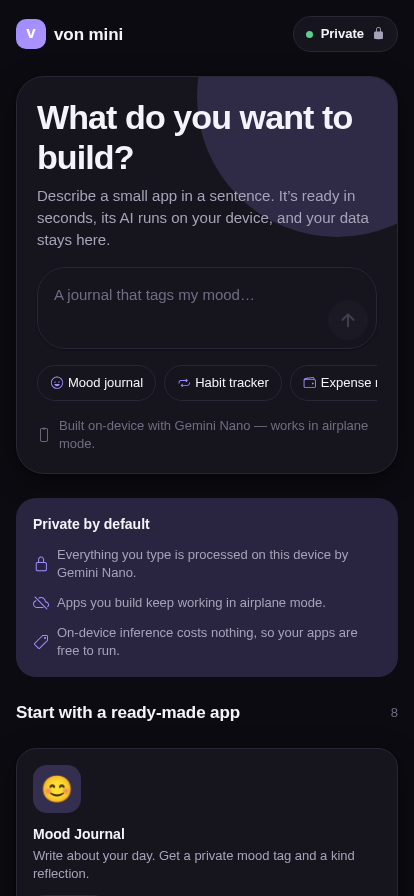 v von mini
Private
What do you want to
build?
Describe a small app in a sentence. It's ready in
seconds, its AI runs on your device, and your data
stays here.
A journal that tags my mood…
Mood journal
Habit tracker
Expense
Built on-device with Gemini Nano — works in airplane
mode.
Private by default
Everything you type is processed on this device by
Gemini Nano.
Apps you build keep working in airplane mode.
On-device inference costs nothing, so your apps are
free to run.
Start with a ready-made app
8
Mood Journal
Write about your day. Get a private mood tag and a kind
reflection.